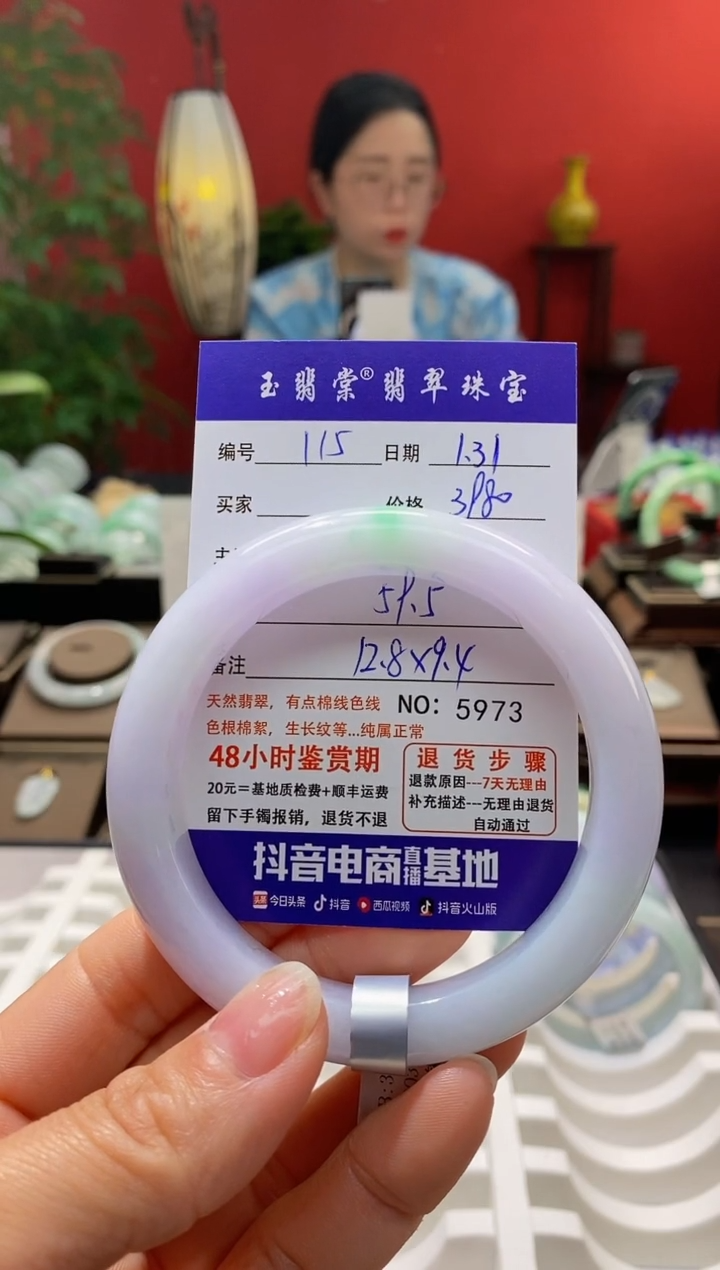 玉翡棠®翡翠珠宝
编号 115 日期 1.31
买家 价格 3980
59.5
备注 12.8×9.4
天然翡翠，有点棉线色线 NO: 5973
色根棉絮，生长纹等...纯属正常
48小时鉴赏期
20元=基地质检费+顺丰运费
留下手镯报销，退货不退
退货步骤
退款原因---7天无理由
补充描述---无理由退货
自动通过
抖音电商直播基地
头条 今日头条 抖音 西瓜视频 抖音火山版